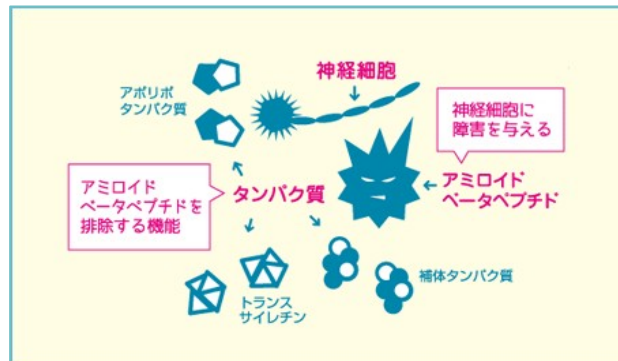 神経細胞
アポリポ
タンパク質
神経細胞に
障害を与える
アミロイド
ベータペプチド
アミロイド
ベータペプチドを
排除する機能
タンパク質
トランス
サイレチン
補体タンパク質